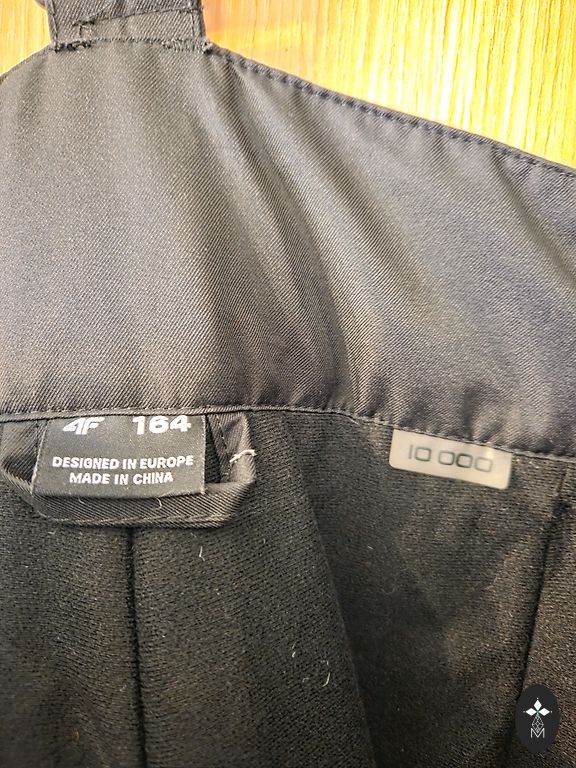 4F 164
DESIGNED IN EUROPE
MADE IN CHINA
10 000
M